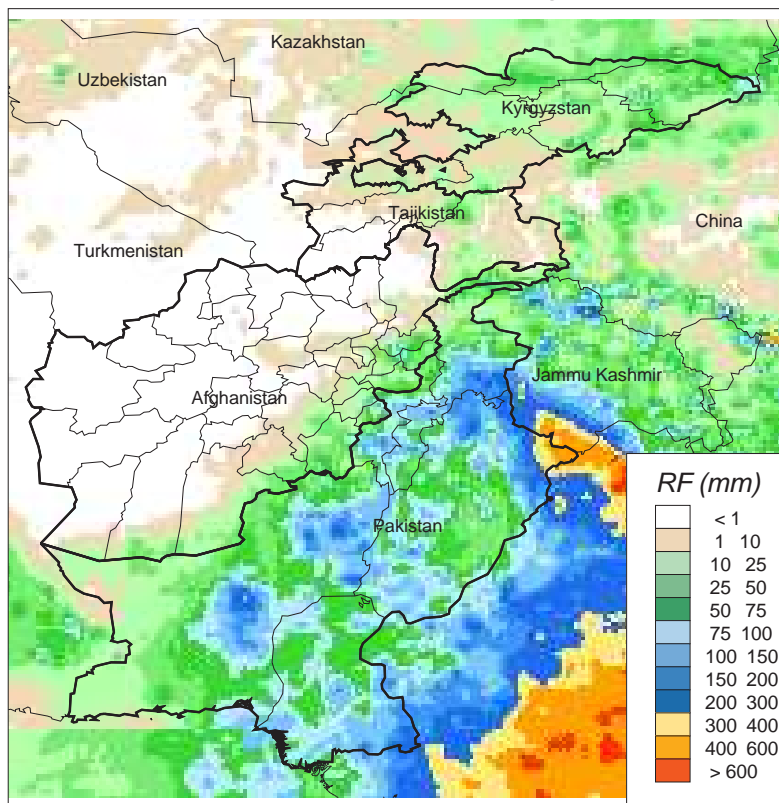 Kazakhstan
Uzbekistan
Kyrgyzstan
Tajikistan
China
Turkmenistan
Jammu Kashmir
Afghanistan
Pakistan
RF (mm)
< 1
1 10
10 25
25 50
50 75
75 100
100 150
150 200
200 300
300 400
400 600
> 600